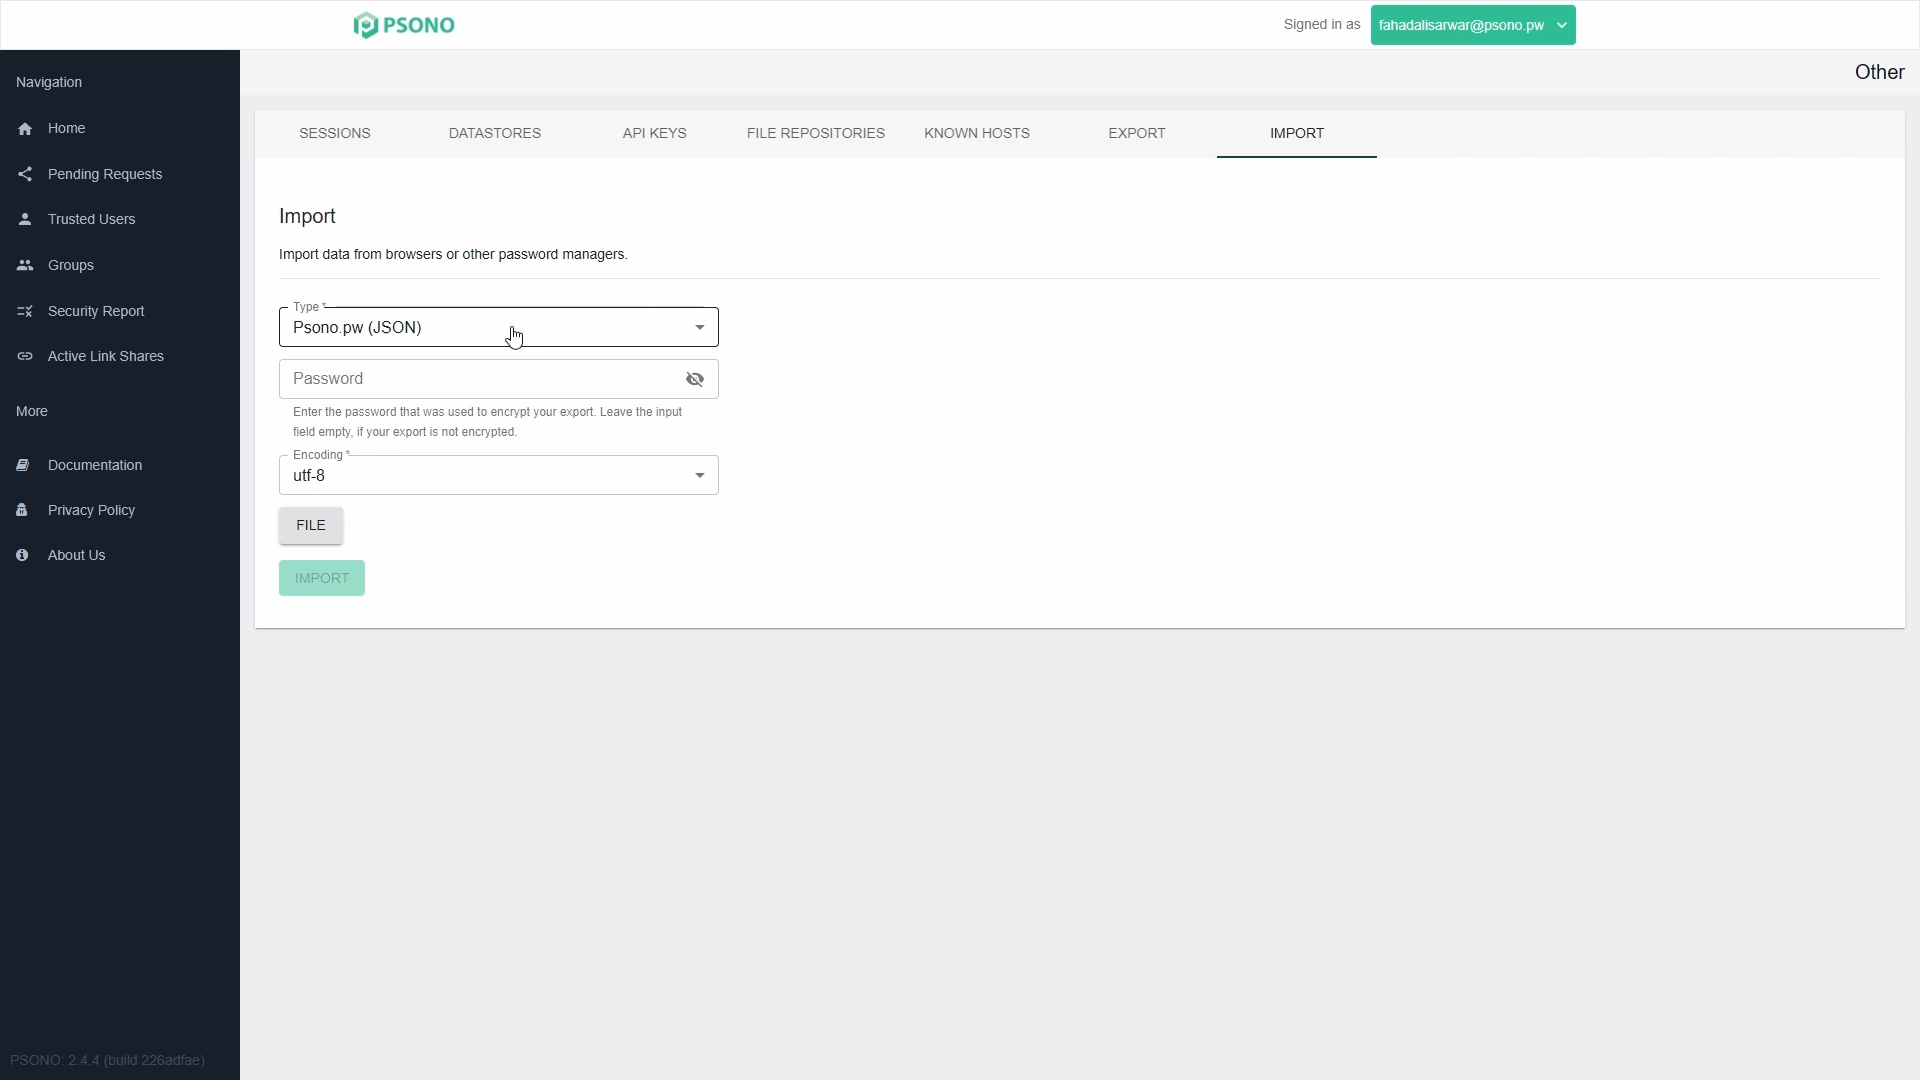 PSONO
Signed in as
fahadalisarwar@psono.pw
Navigation
Home
Pending Requests
Trusted Users
Groups
Security Report
Active Link Shares
More
Documentation
Privacy Policy
About Us
PSONO: 2.4.4 (build 226adfae)
Other
SESSIONS
DATASTORES
API KEYS
FILE REPOSITORIES
KNOWN HOSTS
EXPORT
IMPORT
Import
Import data from browsers or other password managers.
Type *
Psono.pw (JSON)
Password
Enter the password that was used to encrypt your export. Leave the input
field empty, if your export is not encrypted.
Encoding *
utf-8
FILE
IMPORT